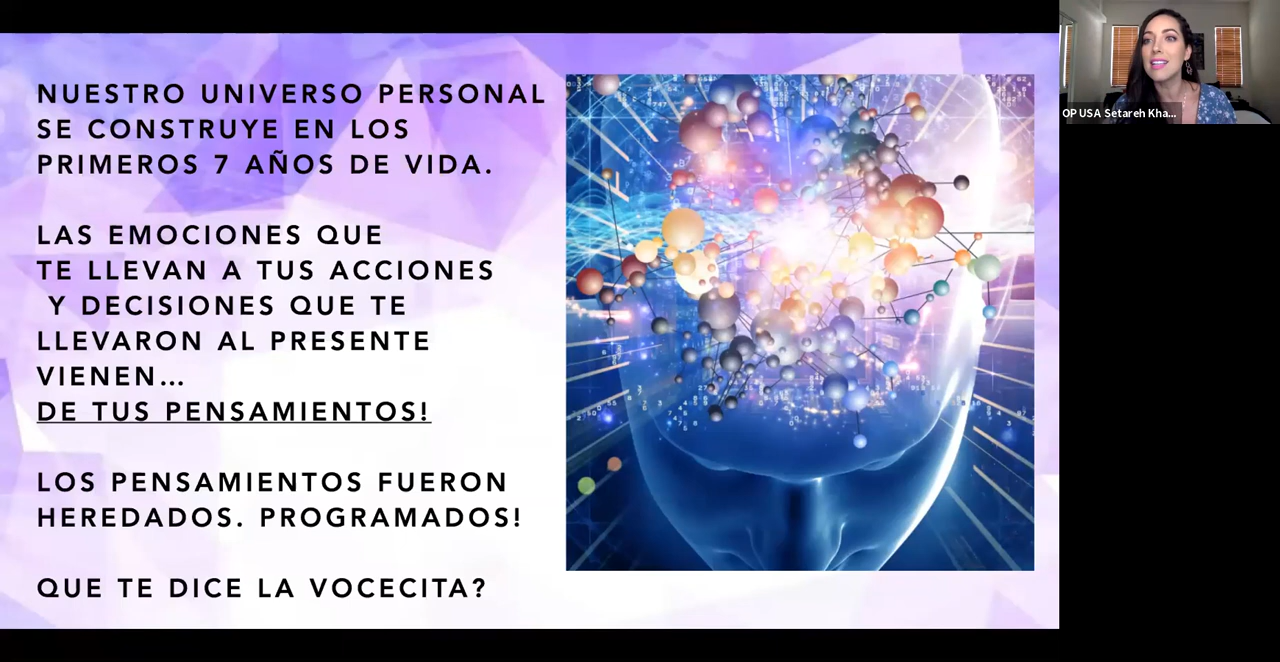 NUESTRO UNIVERSO PERSONAL
SE CONSTRUYE EN LOS
PRIMEROS 7 AÑOS DE VIDA.
LAS EMOCIONES QUE
TE LLEVAN A TUS ACCIONES
Y DECISIONES QUE TE
LLEVARON AL PRESENTE
VIENEN...
DE TUS PENSAMIENTOS!
LOS PENSAMIENTOS FUERON
HEREDADOS. PROGRAMADOS!
QUE TE DICE LA VOCECITA?
OP USA Setareh Kha...